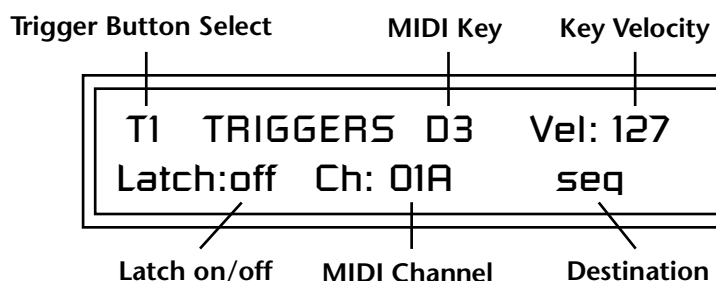 Trigger Button Select MIDI Key Key Velocity
T1 TRIGGERS D3 Vel: 127
Latch:off Ch: 01A seq
Latch on/off MIDI Channel Destination